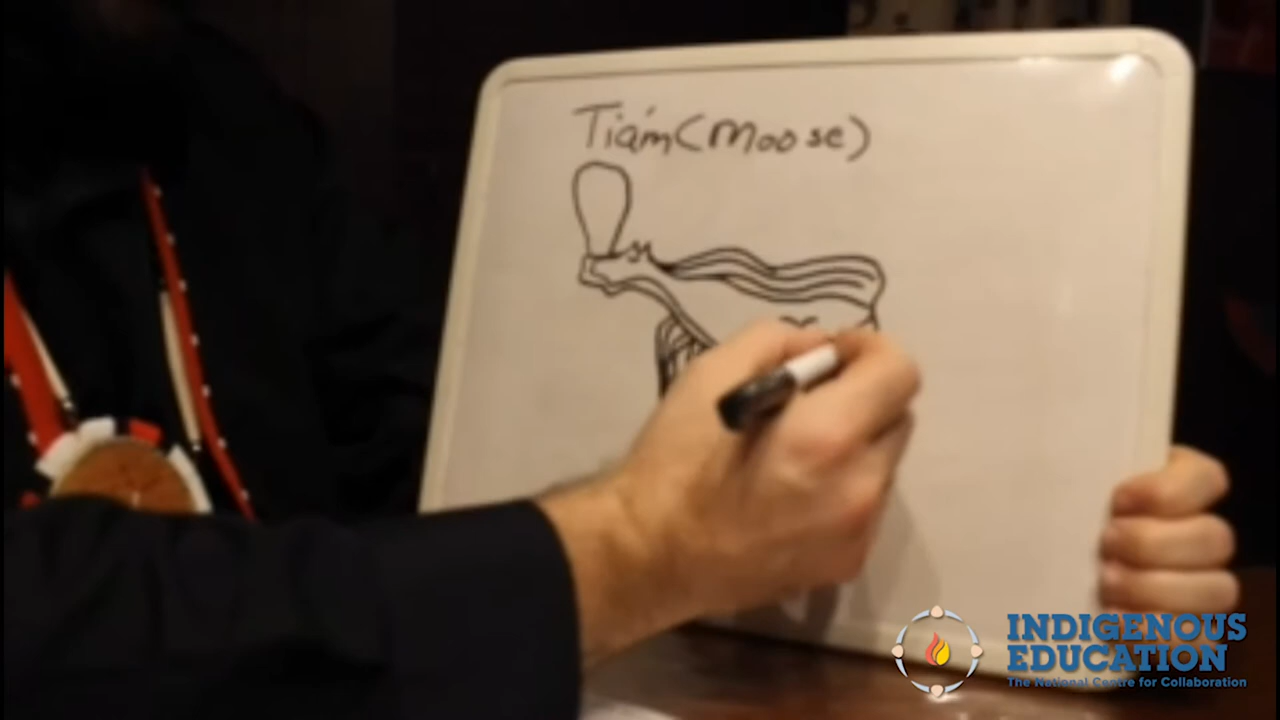 Tiám (Moose)
INDIGENOUS
EDUCATION
The National Centre for Collaboration